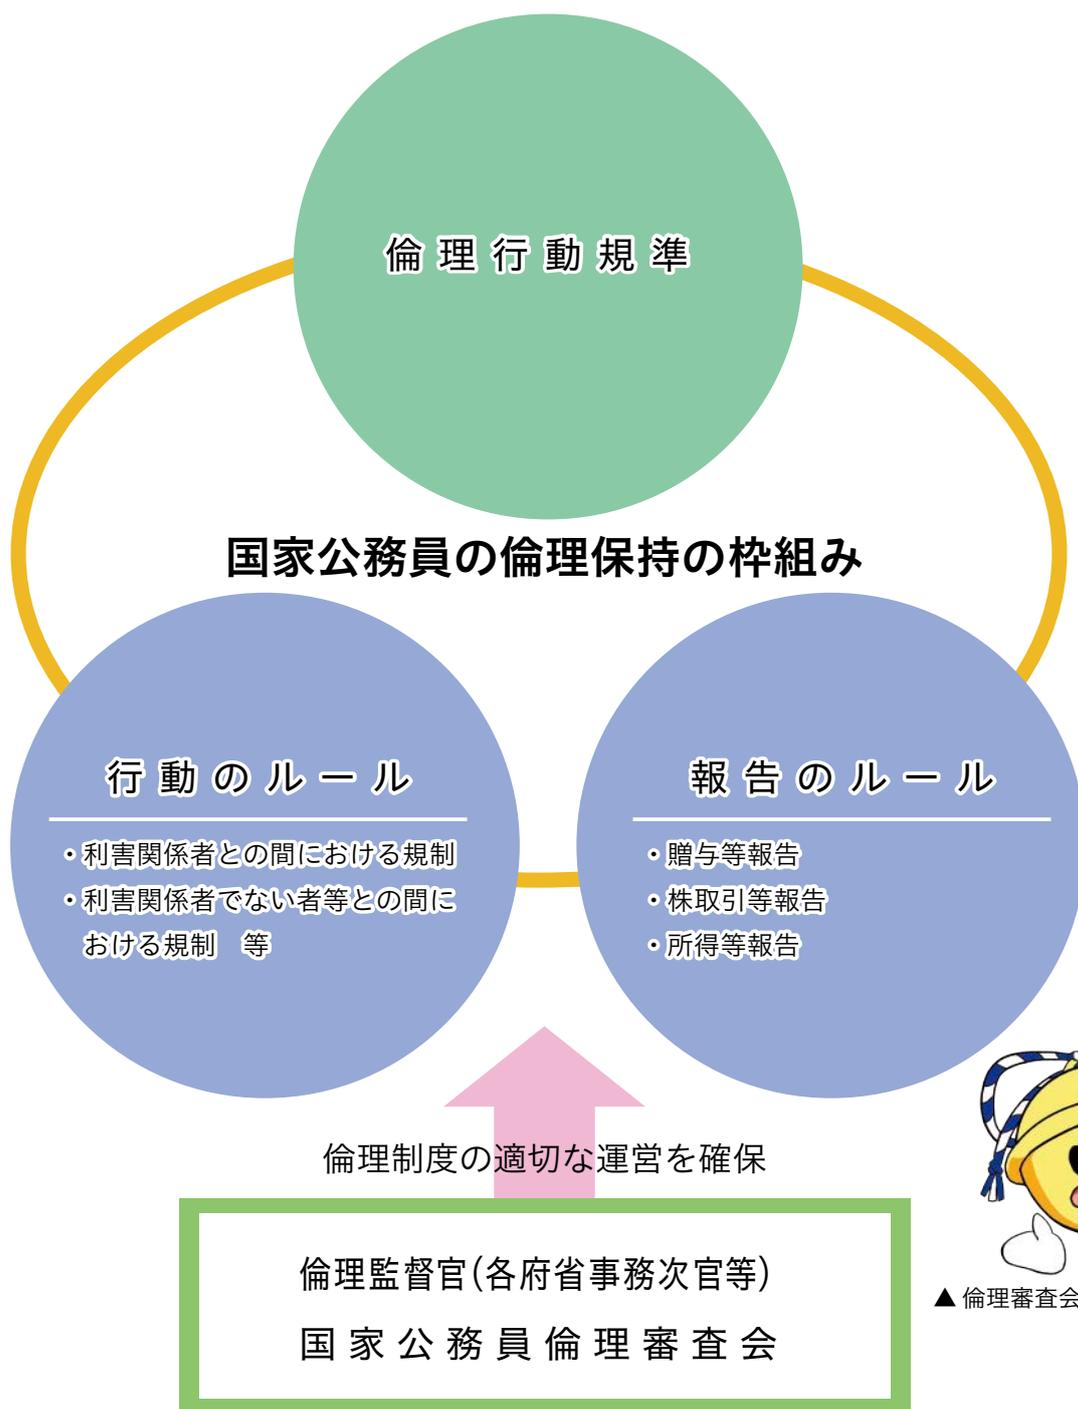 倫理行動規準
国家公務員の倫理保持の枠組み
行動のルール
・利害関係者との間における規制
・利害関係者でない者等との間に
おける規制　等
報告のルール
・贈与等報告
・株取引等報告
・所得等報告
倫理制度の適切な運営を確保
倫理監督官(各府省事務次官等)
国家公務員倫理審査会
▲ 倫理審査会